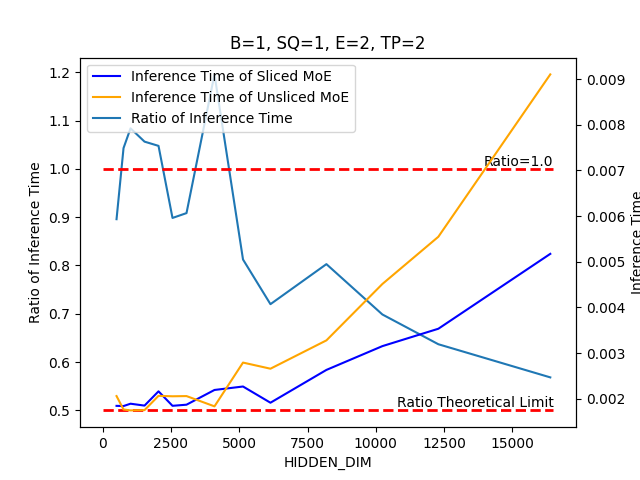 B=1, SQ=1, E=2, TP=2
Inference Time of Sliced MoE
Inference Time of Unsliced MoE
Ratio of Inference Time
Ratio=1.0
Ratio Theoretical Limit
Ratio of Inference Time
1.2
1.1
1.0
0.9
0.8
0.7
0.6
0.5
0.009
0.008
0.007
0.006
0.005
0.004
0.003
0.002
Inference Time
0
2500
5000
7500
10000
12500
15000
HIDDEN_DIM